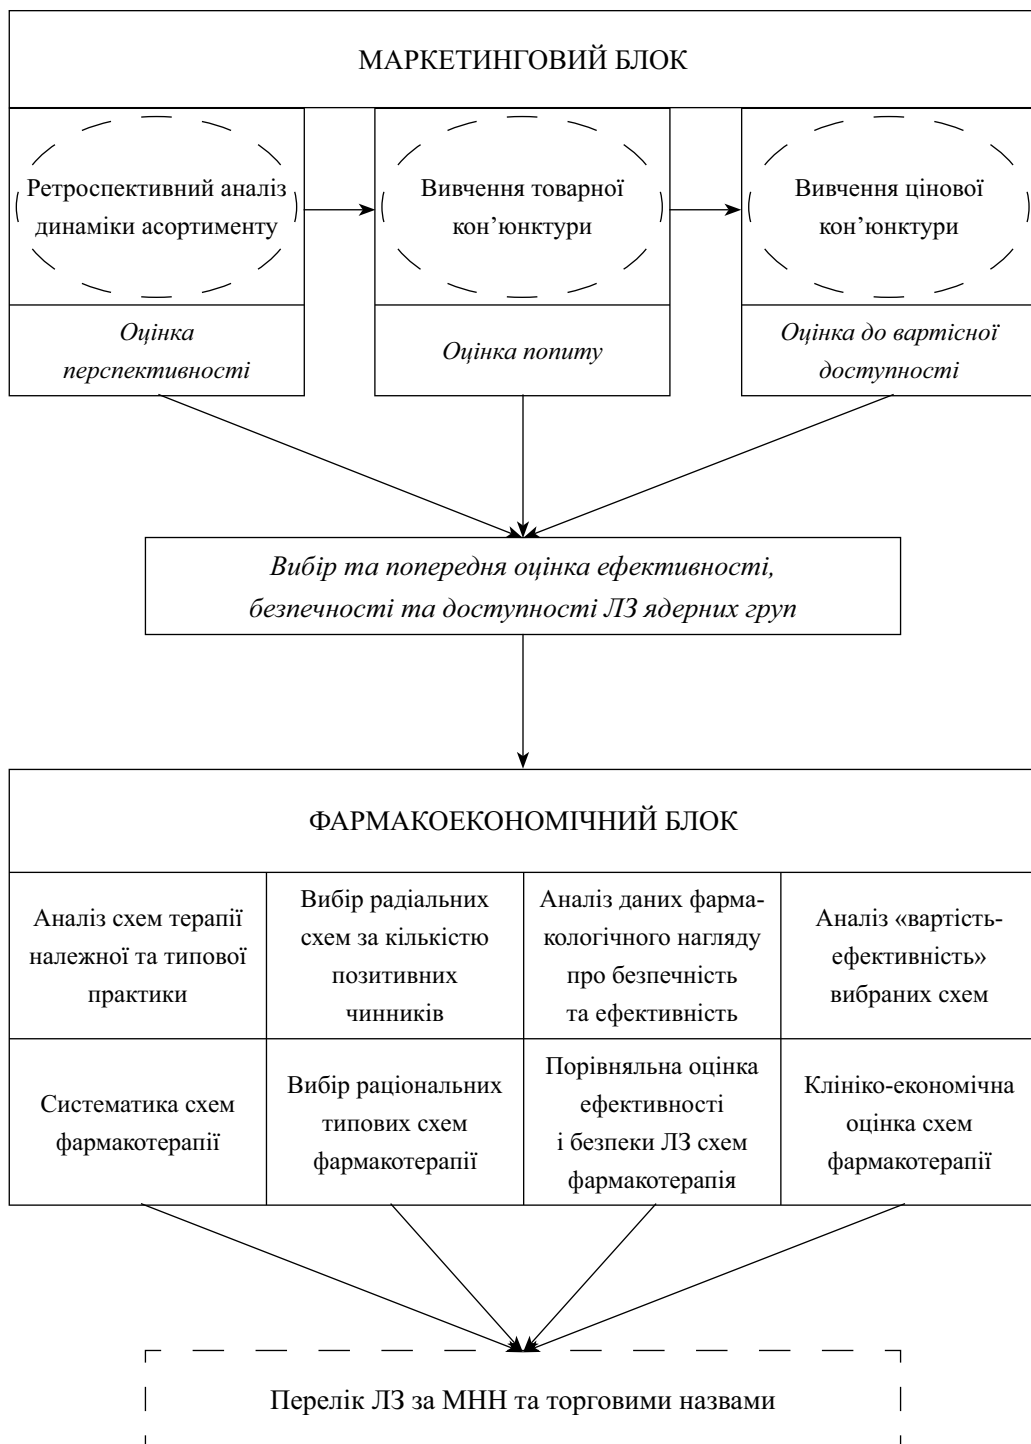 МАРКЕТИНГОВИЙ БЛОК
Ретроспективний аналіз
динаміки асортименту
Вивчення товарної
кон’юнктури
Вивчення цінової
кон’юнктури
Оцінка
перспективності
Оцінка попиту
Оцінка до вартісної
доступності
Вибір та попередня оцінка ефективності,
безпечності та доступності ЛЗ ядерних груп
ФАРМАКОЕКОНОМІЧНИЙ БЛОК
Аналіз схем терапії
належної та типової
практики
Вибір радіальних
схем за кількістю
позитивних
чинників
Аналіз даних фарма-
кологічного нагляду
про безпечність
та ефективність
Аналіз «вартість-
ефективність»
вибраних схем
Систематика схем
фармакотерапії
Вибір раціональних
типових схем
фармакотерапії
Порівняльна оцінка
ефективності
і безпеки ЛЗ схем
фармакотерапія
Клініко-економічна
оцінка схем
фармакотерапії
Перелік ЛЗ за МНН та торговими назвами